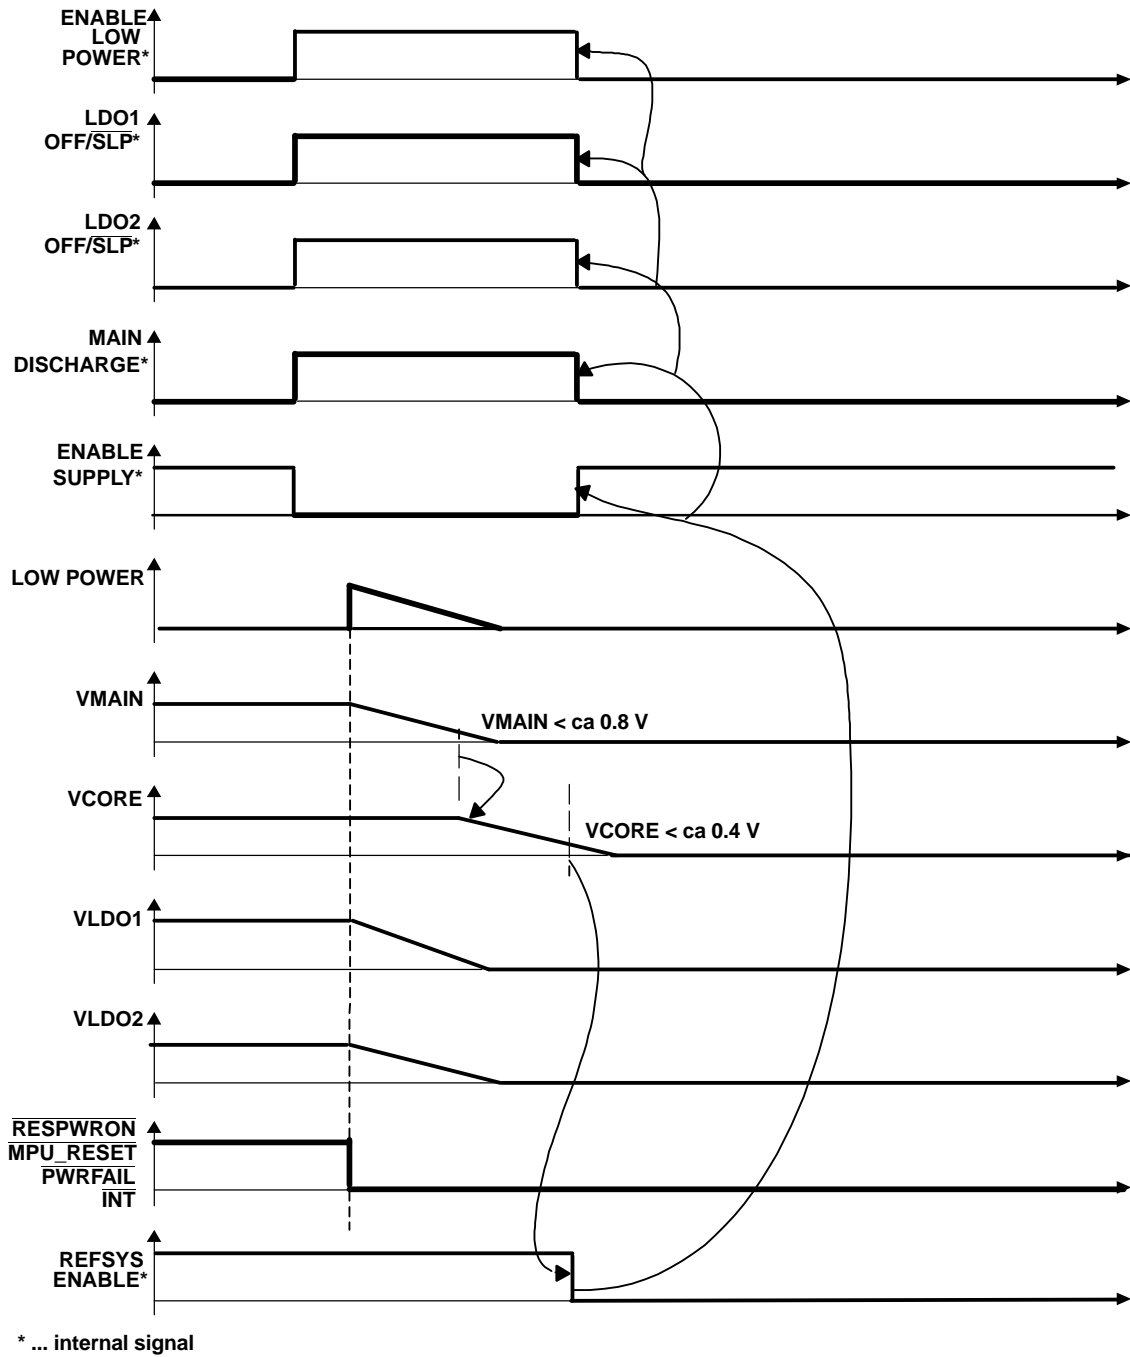 ENABLE
LOW
POWER*
LDO1
OFF/SLP*
LDO2
OFF/SLP*
MAIN
DISCHARGE*
ENABLE
SUPPLY*
LOW POWER
VMAIN
VMAIN < ca 0.8 V
VCORE
VCORE < ca 0.4 V
VLDO1
VLDO2
RESPWRON
MPU_RESET
PWRFAIL
INT
REFSYS
ENABLE*
* ... internal signal